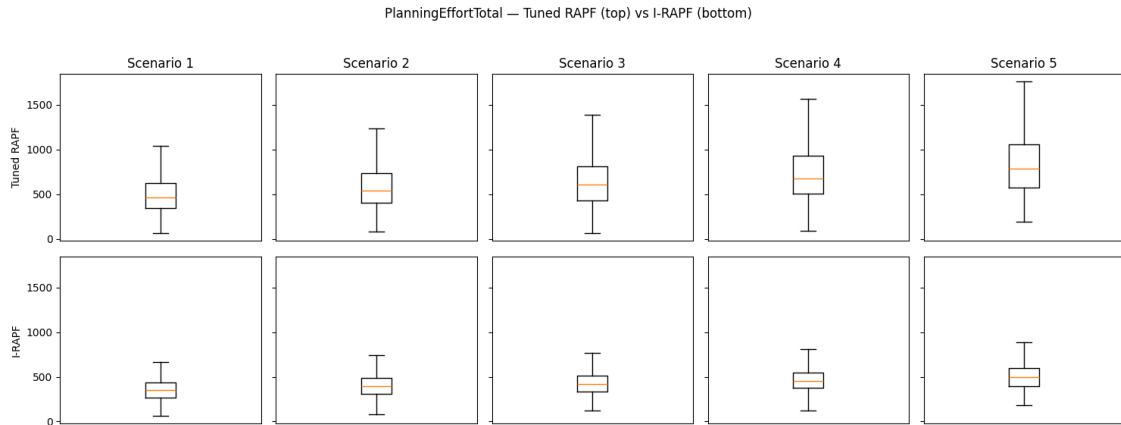 PlanningEffortTotal — Tuned RAPF (top) vs I-RAPF (bottom)
Scenario 1 Scenario 2 Scenario 3 Scenario 4 Scenario 5
Tuned RAPF
1500
1000
500
0
I-RAPF
1500
1000
500
0